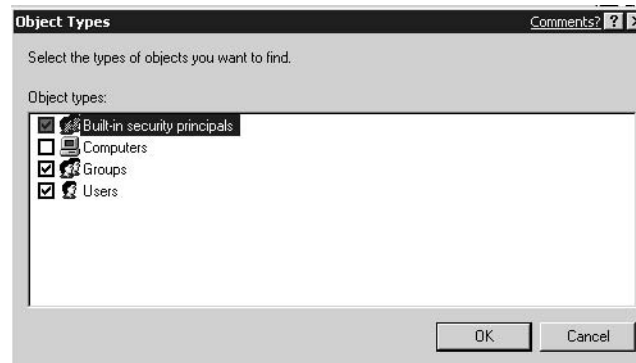 Object Types Comments? ?
Select the types of objects you want to find.
Object types:
Built-in security principals
Computers
Groups
Users
OK Cancel